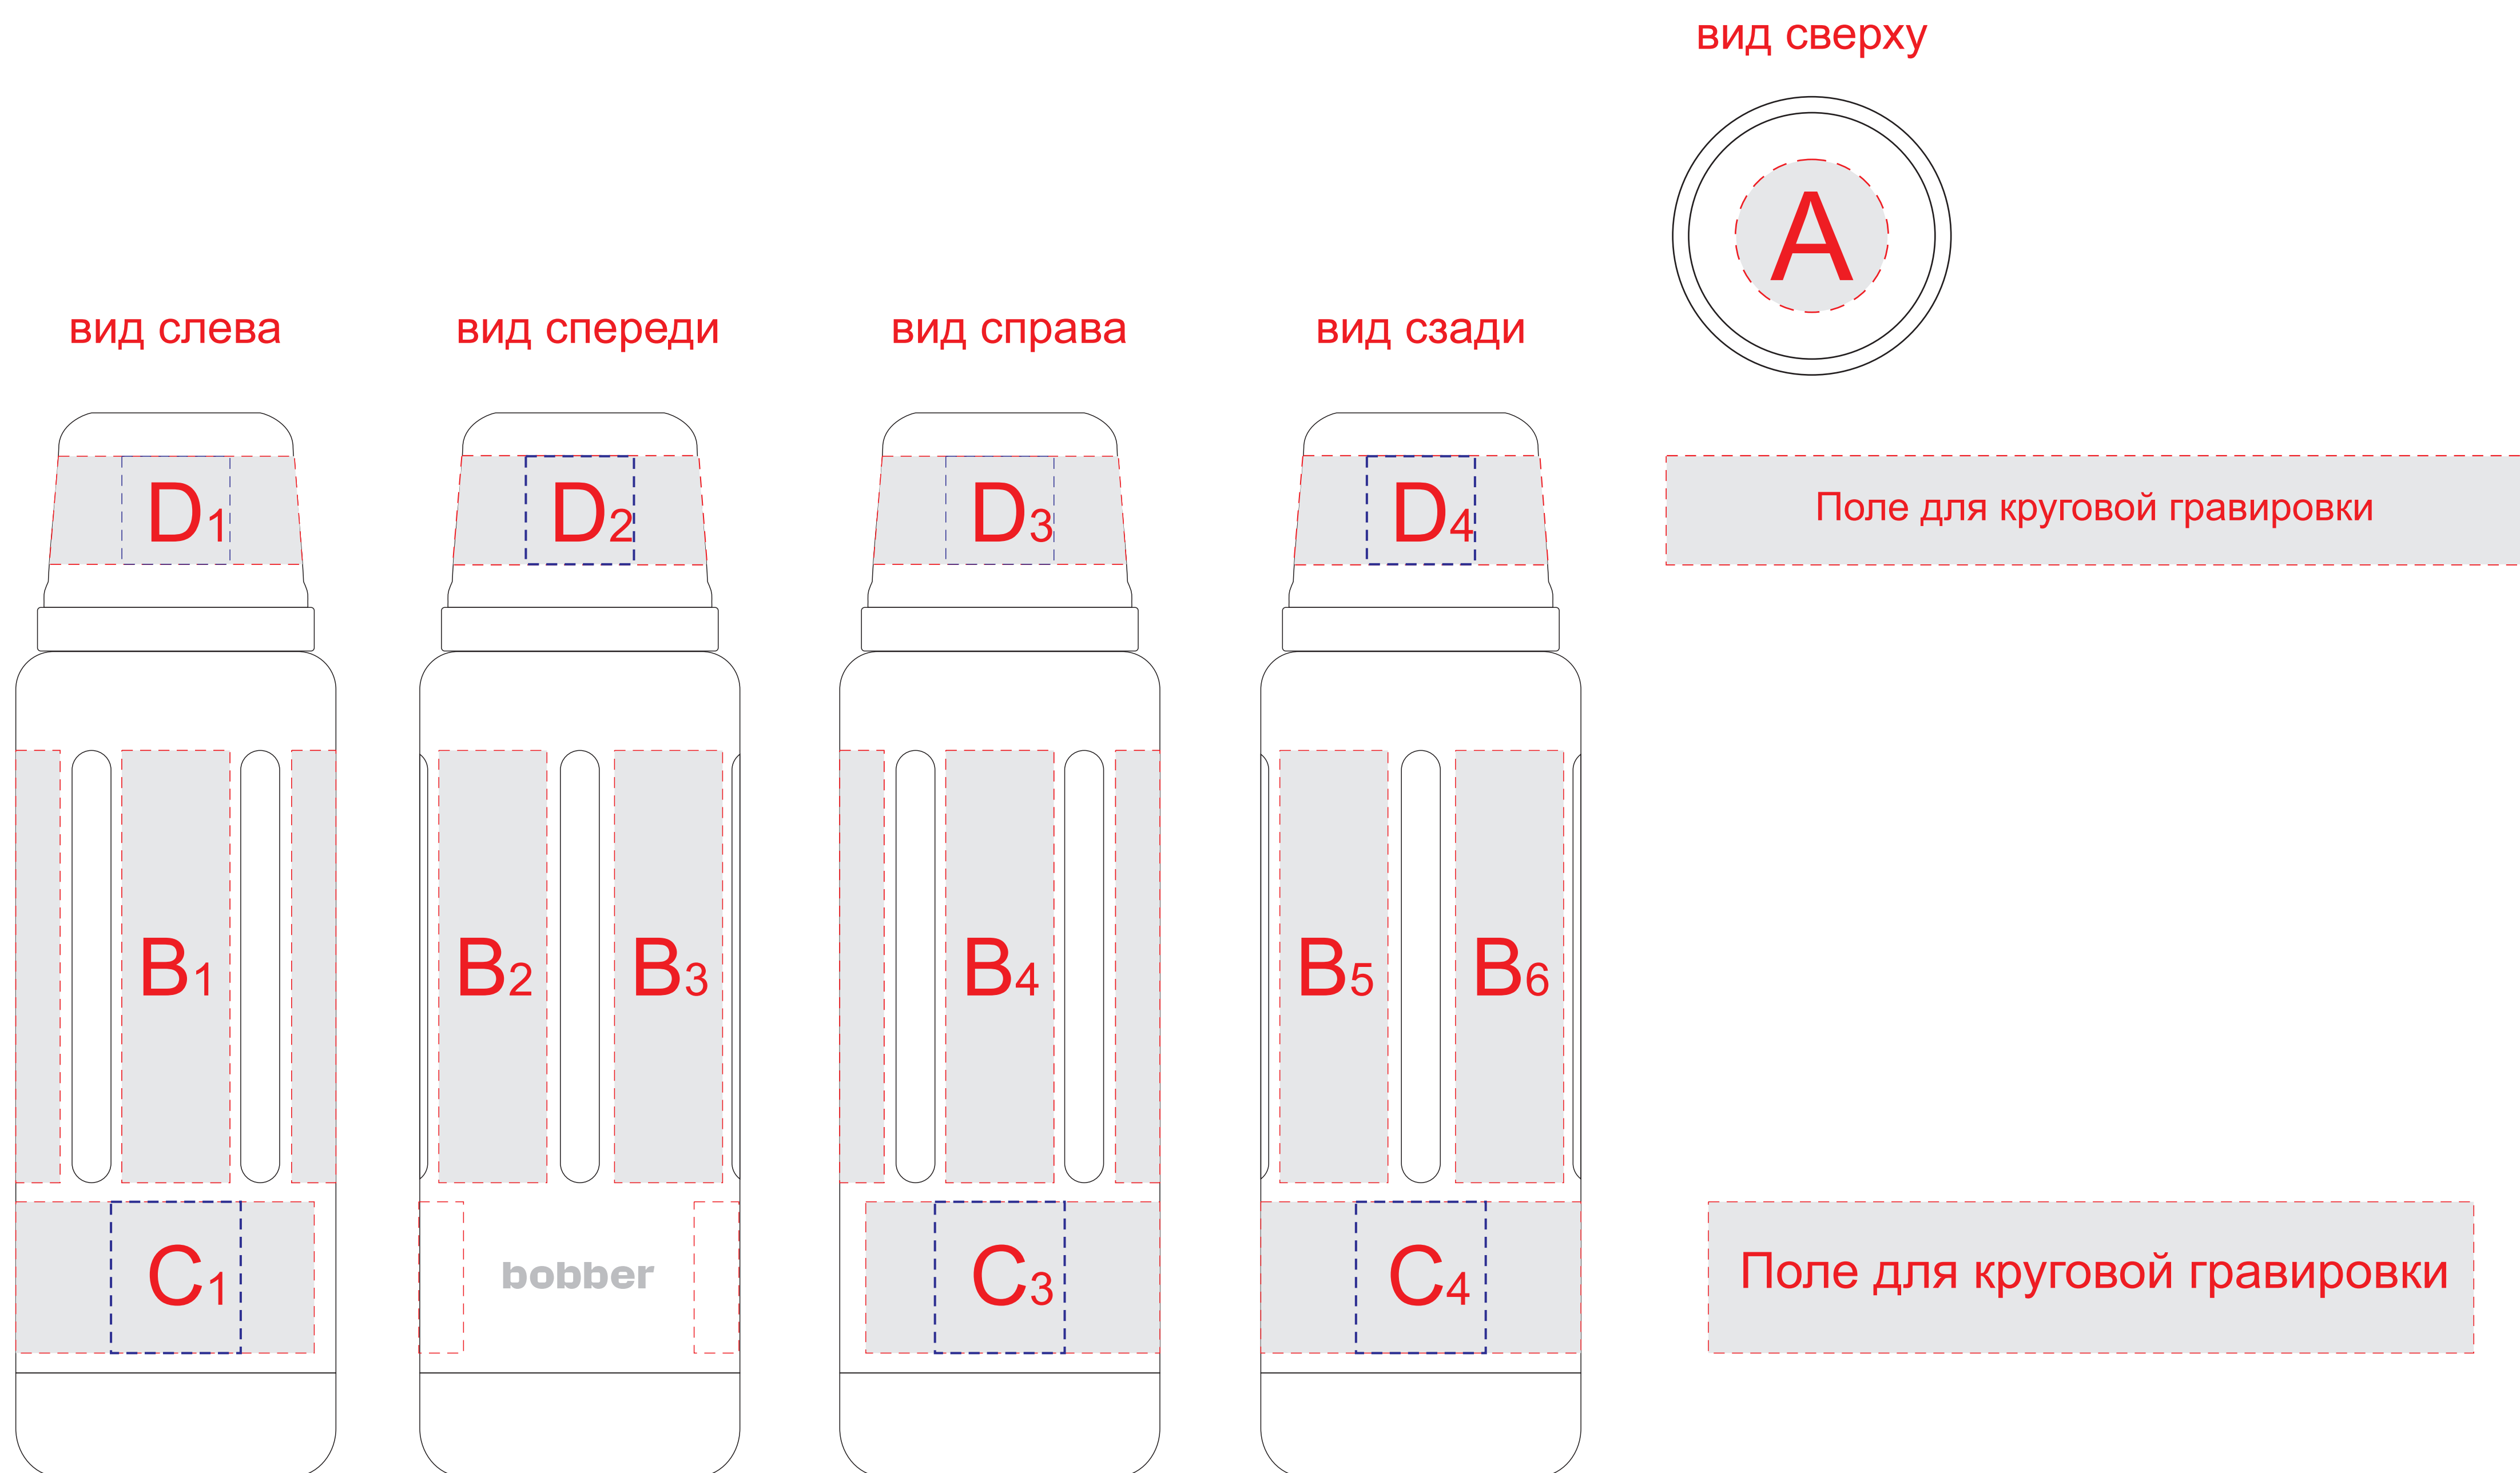 вид сверху
A
вид слева
вид спереди
вид справа
вид сзади
D1
D2
D3
D4
Поле для круговой гравировки
B1
B2
B3
B4
B5
B6
C1
bobber
C3
C4
Поле для круговой гравировки